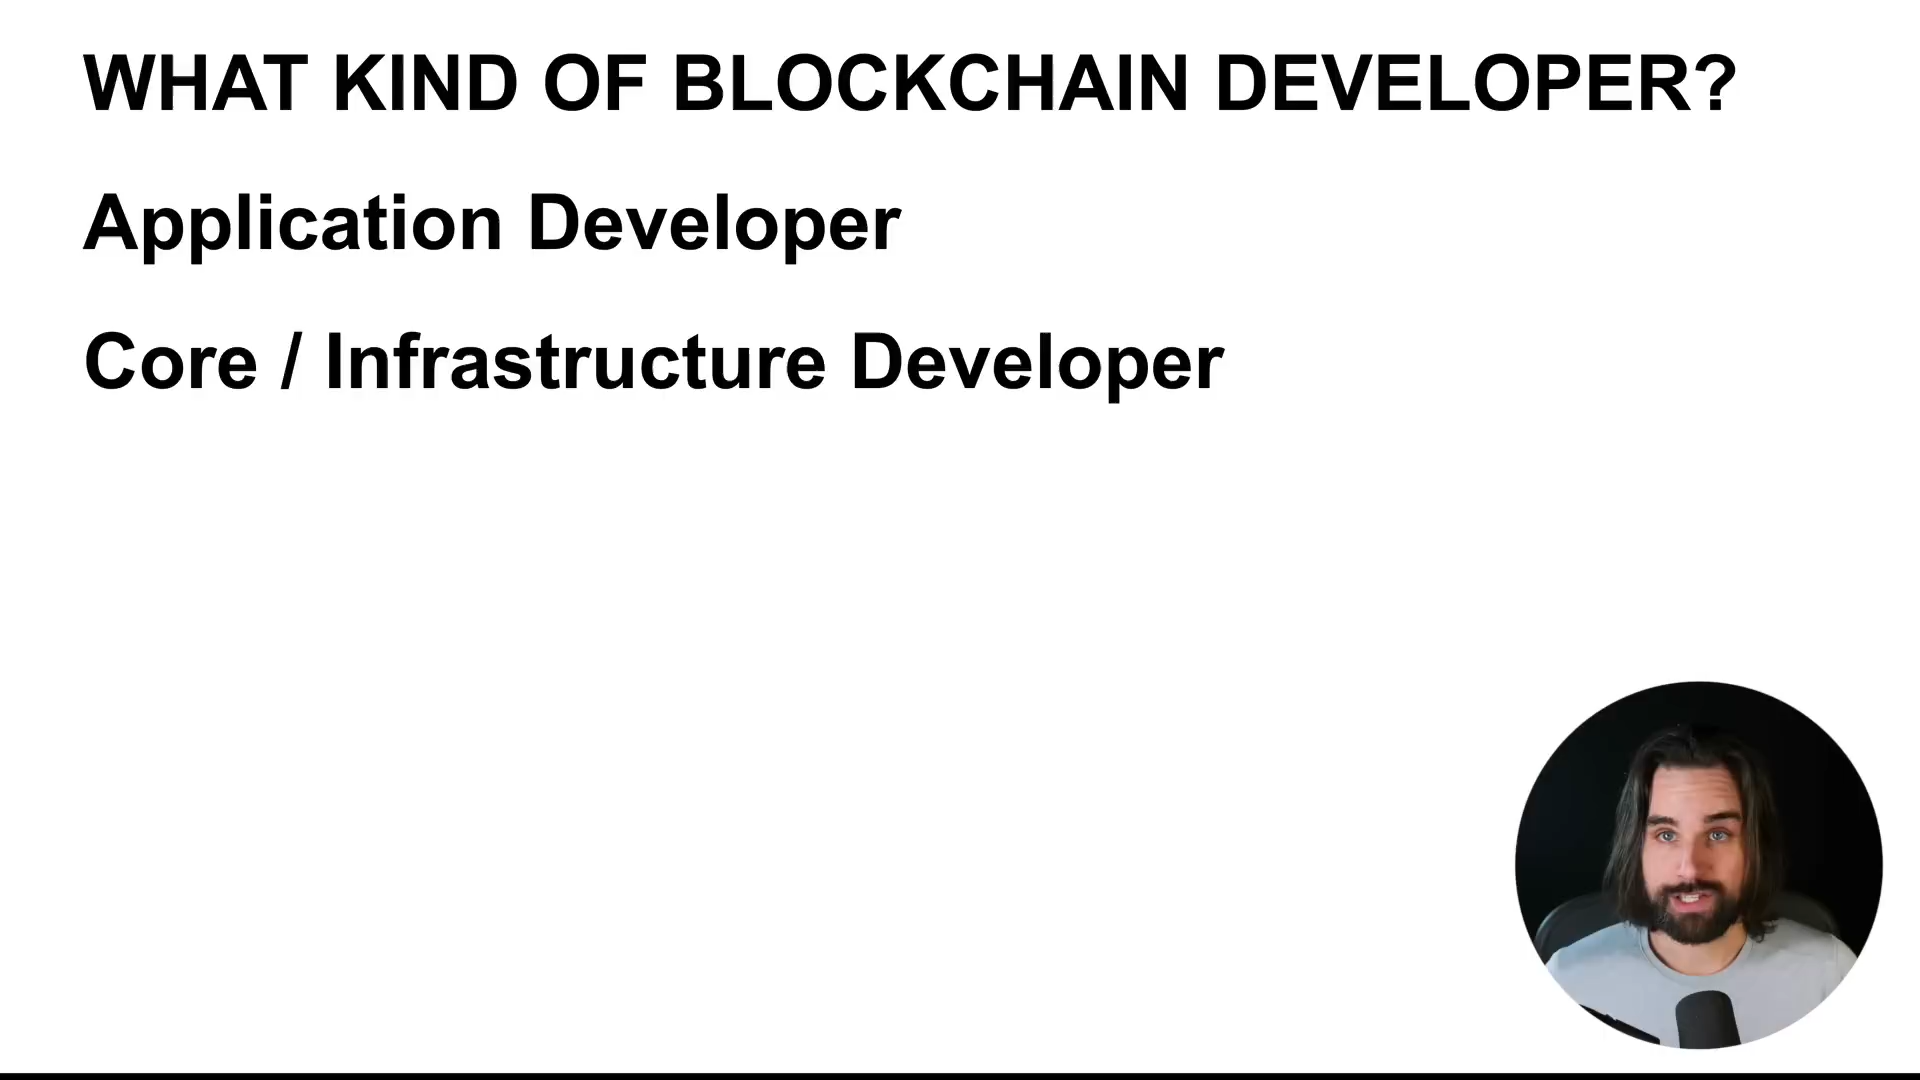 WHAT KIND OF BLOCKCHAIN DEVELOPER?
Application Developer
Core / Infrastructure Developer